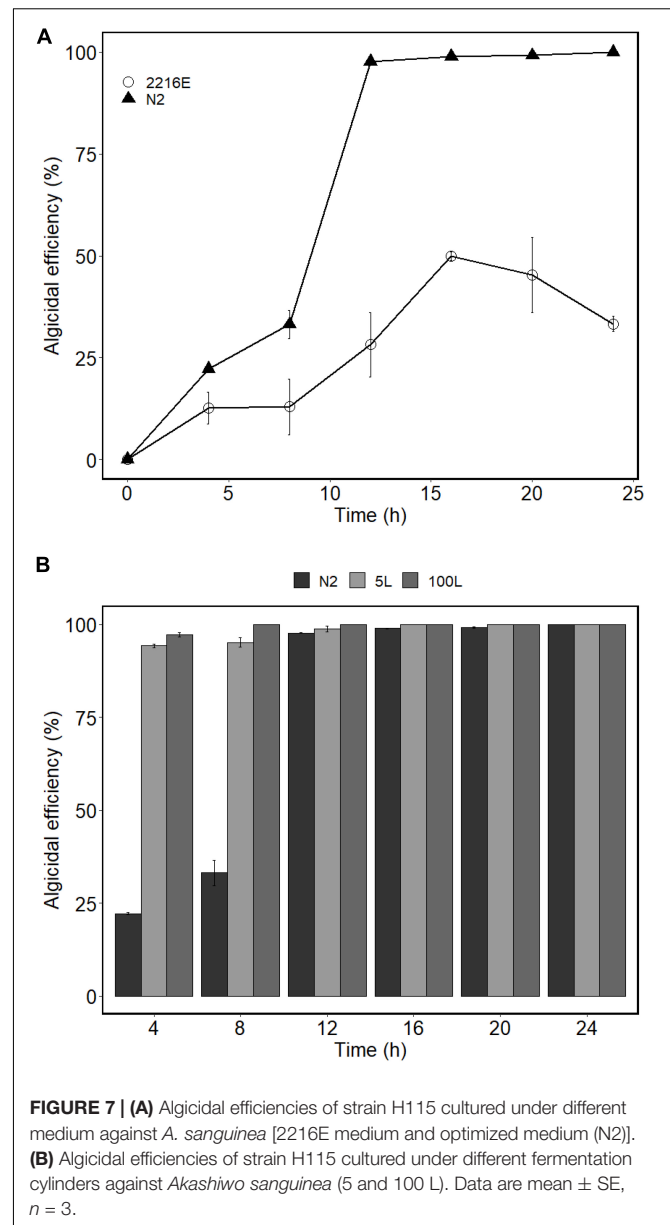 A
100
75
50
25
0
Algicidal efficiency (%)
2216E
N2
0 5 10 15 20 25
Time (h)
B
N2 5L 100L
100
75
50
25
0
Algicidal efficiency (%)
4 8 12 16 20 24
Time (h)
FIGURE 7 | (A) Algicidal efficiencies of strain H115 cultured under different
medium against A. sanguinea [2216E medium and optimized medium (N2)].
(B) Algicidal efficiencies of strain H115 cultured under different fermentation
cylinders against Akashiwo sanguinea (5 and 100 L). Data are mean ± SE,
n = 3.